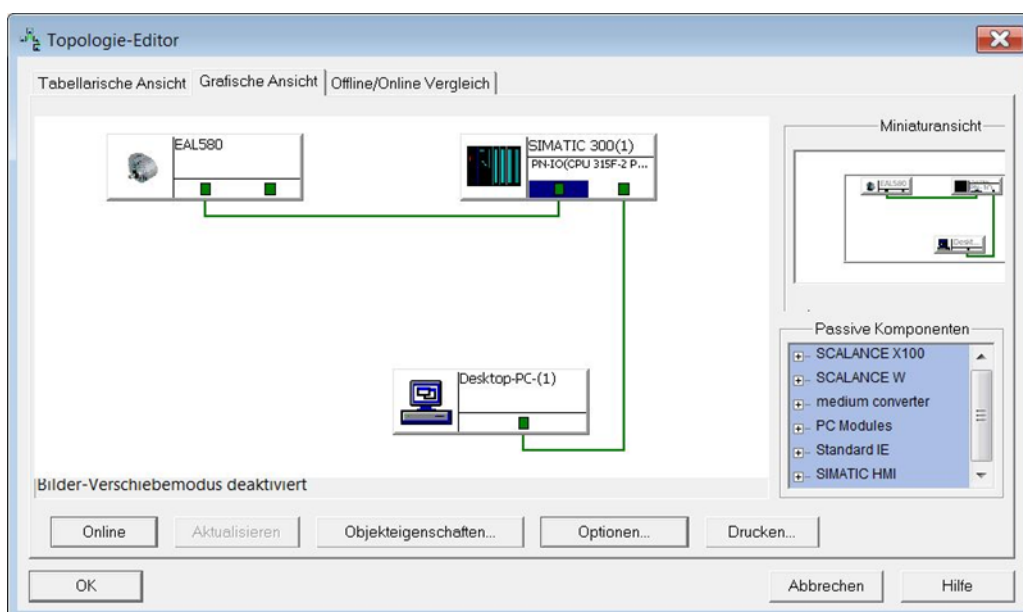 Topologie-Editor
Tabellarische Ansicht Grafische Ansicht Offline/Online Vergleich
EAL580
SIMATIC 300(1)
PN-IO(CPU 315F-2 P...
Desktop-PC-(1)
Bilder-Verschiebemodus deaktiviert
Miniaturansicht
EAL580
Deskt...
Passive Komponenten
SCALANCE X100
SCALANCE W
medium converter
PC Modules
Standard IE
SIMATIC HMI
Online Aktualisieren Objekteigenschaften... Optionen... Drucken...
OK Abbrechen Hilfe